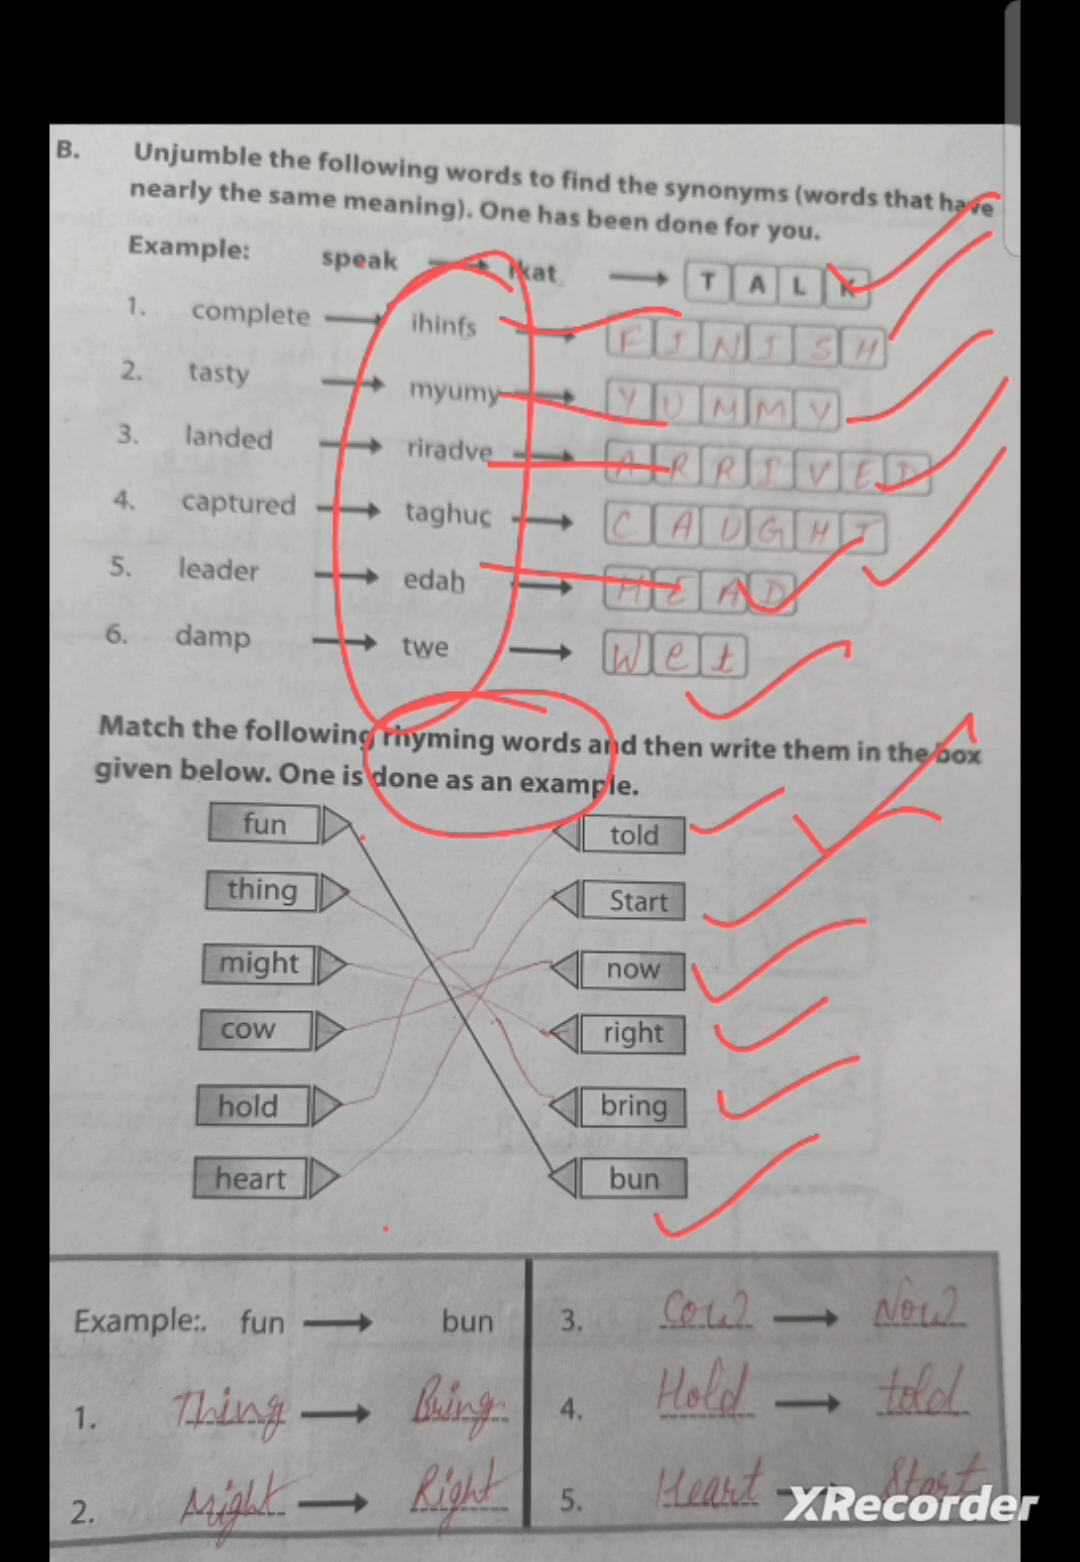 B. Unjumble the following words to find the synonyms (words that have
nearly the same meaning). One has been done for you.
Example: speak lkat T A L K
1. complete ihinfs F I N I S H
2. tasty myumy Y U M M Y
3. landed riradve A R R I V E D
4. captured taghuc C A U G H T
5. leader edah H E A D
6. damp twe W e t
Match the following rhyming words and then write them in the box
given below. One is done as an example.
fun told
thing Start
might now
cow right
hold bring
heart bun
Example:. fun bun 3. Cow Now
1. Thing Bring 4. Hold told
2. Might Right 5. Heart Start
XRecorder